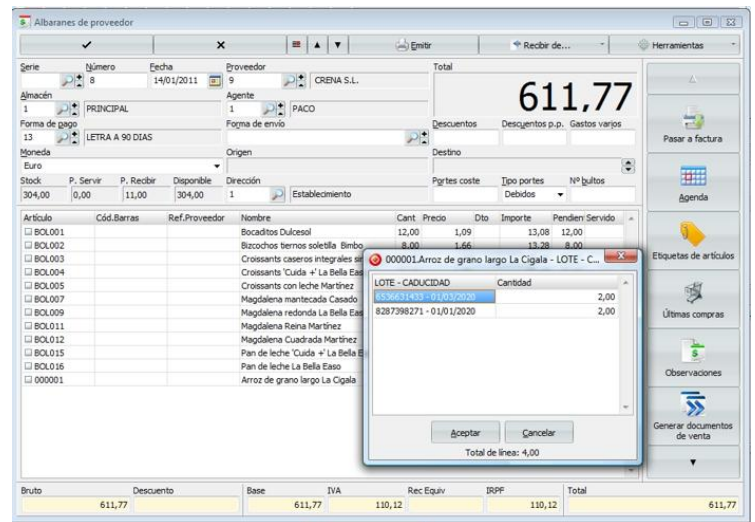 Albaranes de proveedor
Emitir Recibir de... Herramientas
Serie Número Fecha Proveedor Total
8 14/01/2011 9 CRENA S.L. 611,77
Almacén Agente
1 PRINCIPAL 1 PACO
Forma de pago Forma de envío Descuentos Descuentos p.p. Gastos varios
13 LETRA A 90 DIAS
Moneda Origen Destino
Euro
Stock P. Servir P. Recibir Disponible Dirección Portes coste Tipo portes Nº bultos
304,00 0,00 11,00 304,00 1 Establecimiento Debidos
Artículo Cód.Barras Ref.Proveedor Nombre Cant Precio Dto Importe Pendien Servido
BOL001 Bocaditos Dulcesol 12,00 1,09 13,08 12,00
BOL002 Bizcochos tiernos soletilla Bimbo 8,00 1,66 13,28 8,00
BOL003 Croissants caseros integrales sin
BOL004 Croissants 'Cuida +' La Bella Eas
BOL005 Croissants con leche Martínez
BOL007 Magdalena mantecada Casado
BOL009 Magdalena redonda La Bella Eas
BOL011 Magdalena Reina Martínez
BOL012 Magdalena Cuadrada Martínez
BOL015 Pan de leche 'Cuida +' La Bella E
BOL016 Pan de leche La Bella Easo
000001 Arroz de grano largo La Cigala
000001.Arroz de grano largo La Cigala - LOTE - C...
LOTE - CADUCIDAD Cantidad
6536631433 - 01/03/2020 2,00
8287398271 - 01/01/2020 2,00
Aceptar Cancelar
Total de línea: 4,00
Pasar a factura
Agenda
Etiquetas de artículos
Últimas compras
Observaciones
Generar documentos
de venta
Bruto Descuento Base IVA Rec Equiv IRPF Total
611,77 611,77 110,12 110,12 611,77